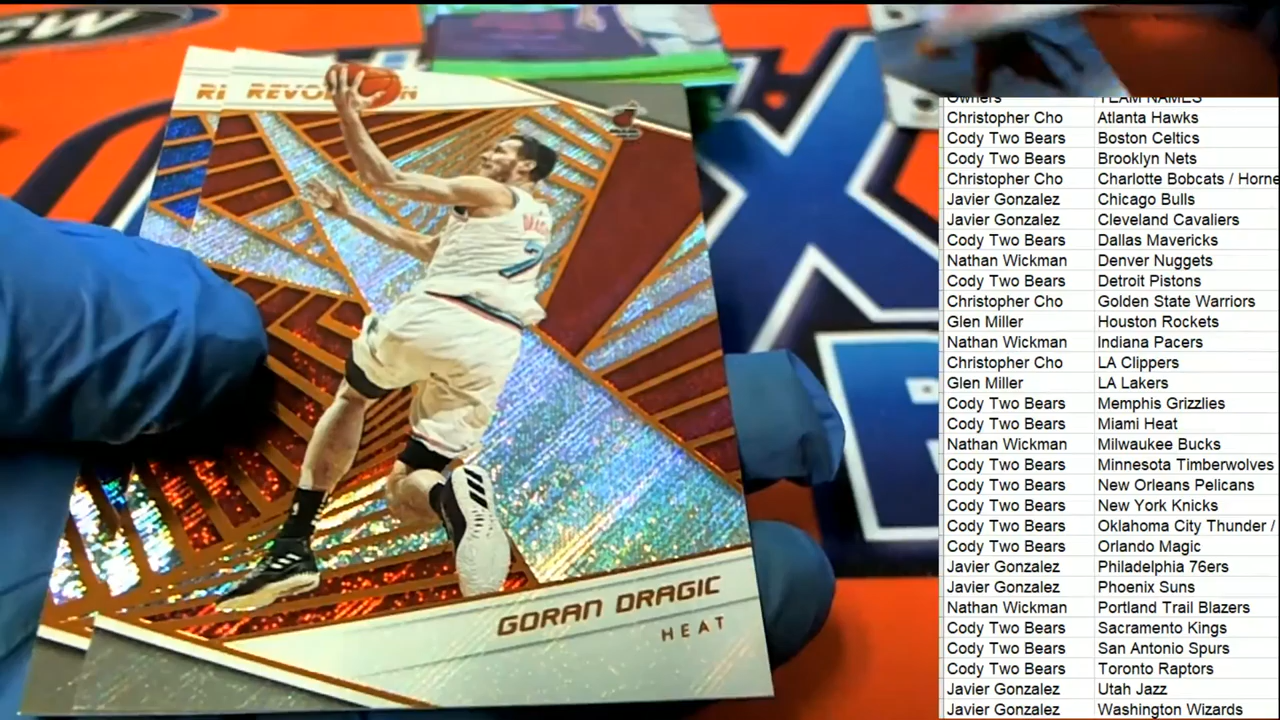 RE REVOLUTION
GORAN DRAGIC
HEAT
Owners TEAM NAMES
Christopher Cho Atlanta Hawks
Cody Two Bears Boston Celtics
Cody Two Bears Brooklyn Nets
Christopher Cho Charlotte Bobcats / Horne
Javier Gonzalez Chicago Bulls
Javier Gonzalez Cleveland Cavaliers
Cody Two Bears Dallas Mavericks
Nathan Wickman Denver Nuggets
Cody Two Bears Detroit Pistons
Christopher Cho Golden State Warriors
Glen Miller Houston Rockets
Nathan Wickman Indiana Pacers
Christopher Cho LA Clippers
Glen Miller LA Lakers
Cody Two Bears Memphis Grizzlies
Cody Two Bears Miami Heat
Nathan Wickman Milwaukee Bucks
Cody Two Bears Minnesota Timberwolves
Cody Two Bears New Orleans Pelicans
Cody Two Bears New York Knicks
Cody Two Bears Oklahoma City Thunder /
Cody Two Bears Orlando Magic
Javier Gonzalez Philadelphia 76ers
Javier Gonzalez Phoenix Suns
Nathan Wickman Portland Trail Blazers
Cody Two Bears Sacramento Kings
Cody Two Bears San Antonio Spurs
Cody Two Bears Toronto Raptors
Javier Gonzalez Utah Jazz
Javier Gonzalez Washington Wizards